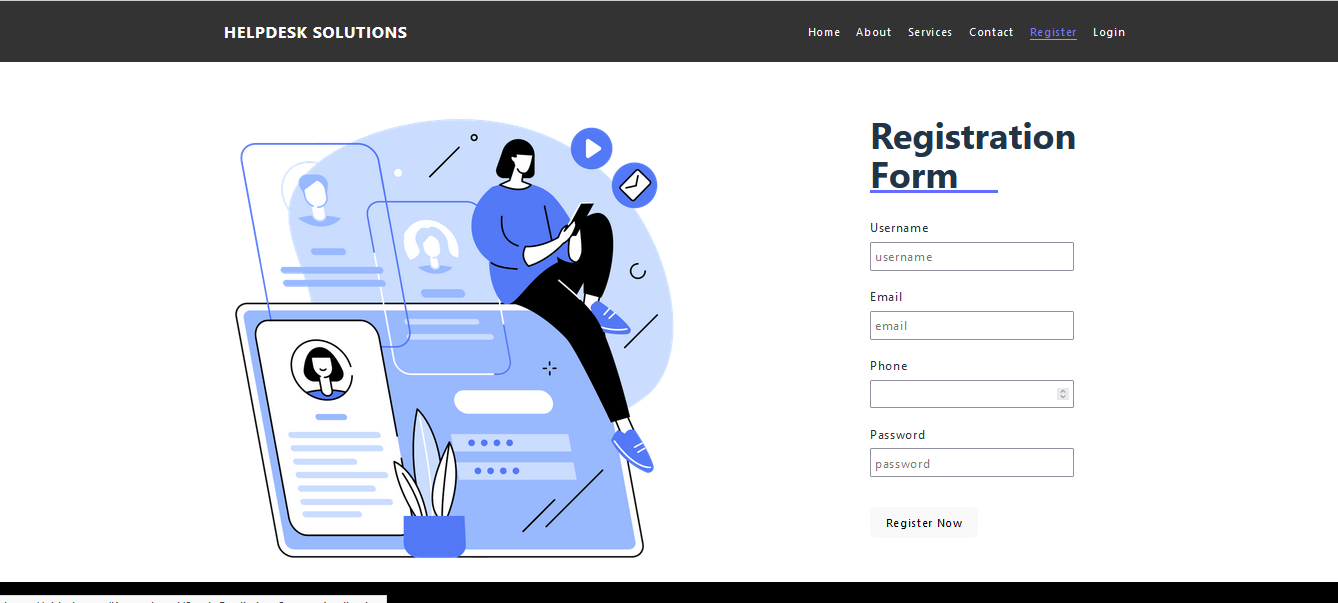 HELPDESK SOLUTIONS
Home About Services Contact Register Login
Registration
Form
Username
username
Email
email
Phone
Password
password
Register Now